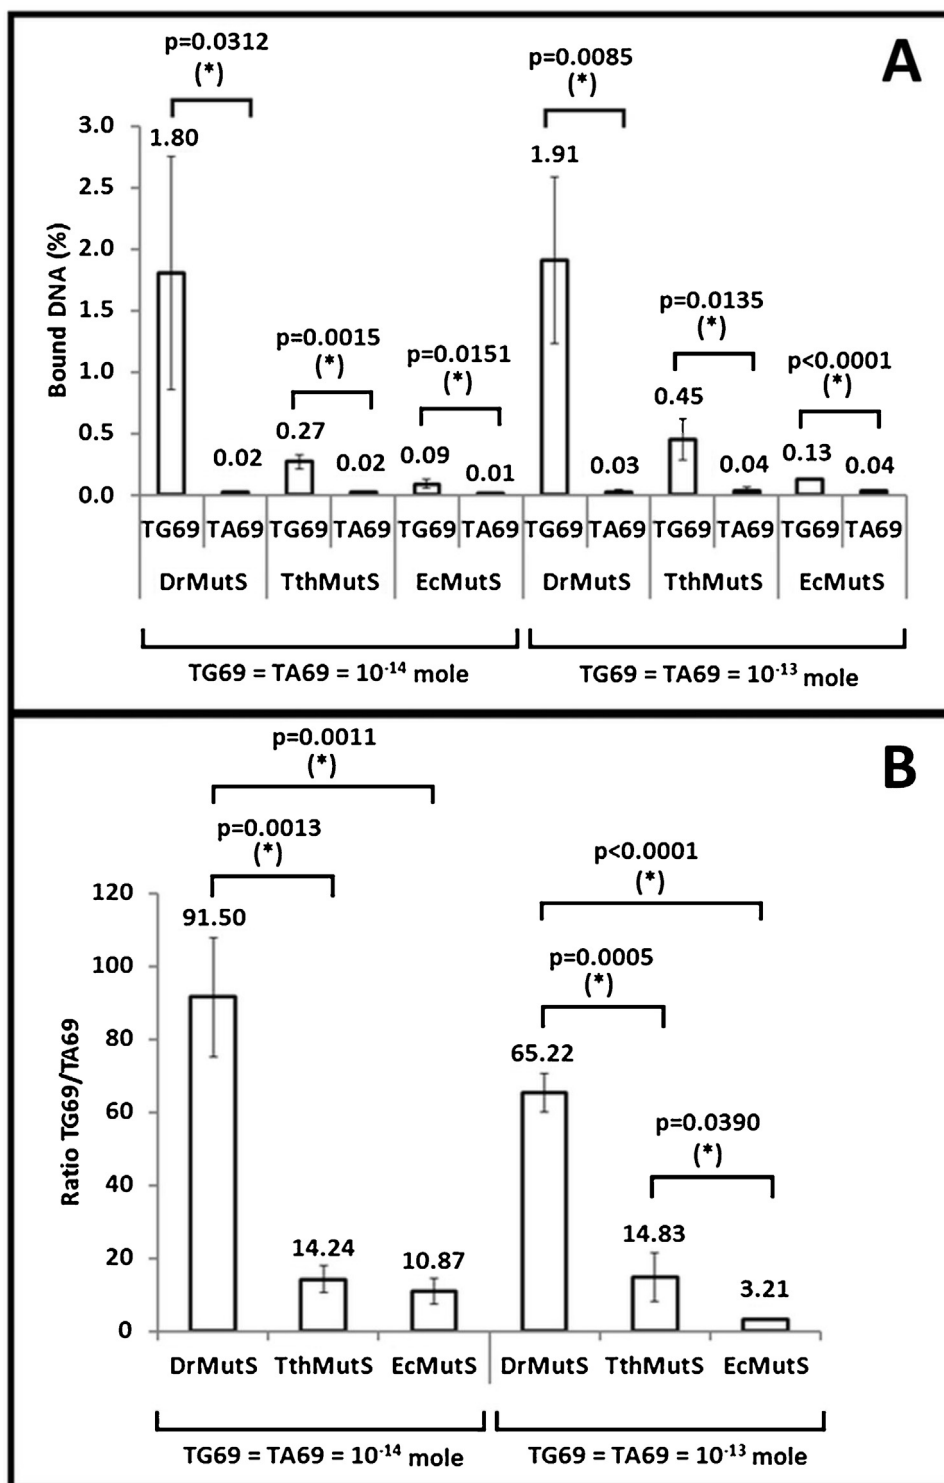 A
p=0.0312
(*)
p=0.0085
(*)
3.0
2.5
2.0
1.5
1.0
0.5
0.0
Bound DNA (%)
1.80
0.02
p=0.0015
(*)
0.27
0.02
p=0.0151
(*)
0.09
0.01
1.91
0.03
p=0.0135
(*)
0.45
0.04
p<0.0001
(*)
0.13
0.04
TG69 TA69 TG69 TA69 TG69 TA69 TG69 TA69 TG69 TA69 TG69 TA69
DrMutS TthMutS EcMutS DrMutS TthMutS EcMutS
TG69 = TA69 = 10⁻¹⁴ mole
TG69 = TA69 = 10⁻¹³ mole
B
p=0.0011
(*)
p=0.0013
(*)
p<0.0001
(*)
p=0.0005
(*)
p=0.0390
(*)
120
100
80
60
40
20
0
Ratio TG69/TA69
91.50
14.24
10.87
65.22
14.83
3.21
DrMutS TthMutS EcMutS DrMutS TthMutS EcMutS
TG69 = TA69 = 10⁻¹⁴ mole
TG69 = TA69 = 10⁻¹³ mole